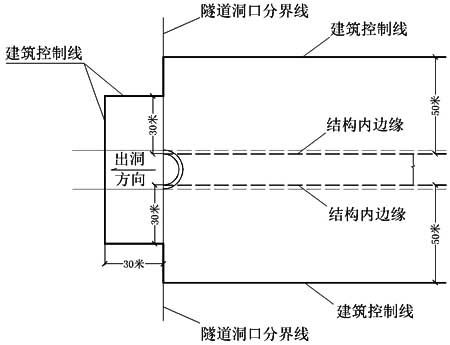 隧道洞口分界线
建筑控制线
建筑控制线
30米
50米
结构内边缘
出洞
方向
30米
结构内边缘
50米
30米
建筑控制线
隧道洞口分界线